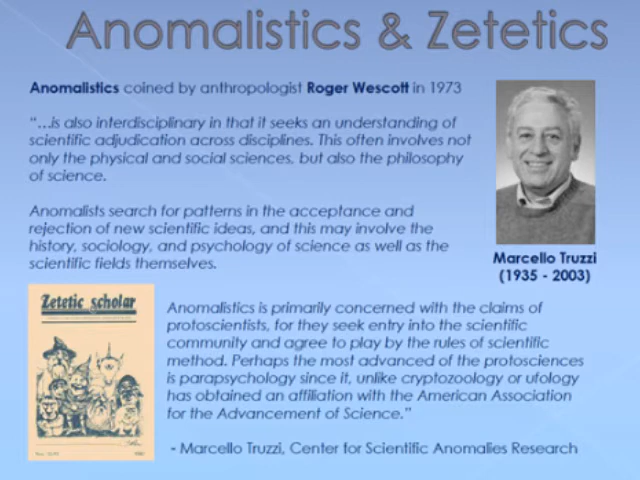 Anomalistics & Zetetics
Anomalistics coined by anthropologist Roger Wescott in 1973
"...is also interdisciplinary in that it seeks an understanding of
scientific adjudication across disciplines. This often involves not
only the physical and social sciences, but also the philosophy
of science.
Anomalists search for patterns in the acceptance and
rejection of new scientific ideas, and this may involve the
history, sociology, and psychology of science as well as the
scientific fields themselves.
Marcello Truzzi
(1935 - 2003)
Zetetic scholar
Anomalistics is primarily concerned with the claims of
protoscientists, for they seek entry into the scientific
community and agree to play by the rules of scientific
method. Perhaps the most advanced of the protosciences
is parapsychology since it, unlike cryptozoology or ufology
has obtained an affiliation with the American Association
for the Advancement of Science."
- Marcello Truzzi, Center for Scientific Anomalies Research